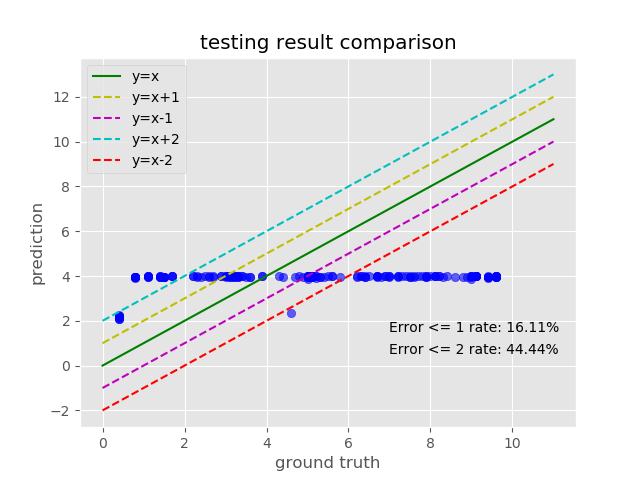 testing result comparison
y=x
y=x+1
y=x-1
y=x+2
y=x-2
12
10
8
6
4
2
0
−2
prediction
Error <= 1 rate: 16.11%
Error <= 2 rate: 44.44%
0 2 4 6 8 10
ground truth